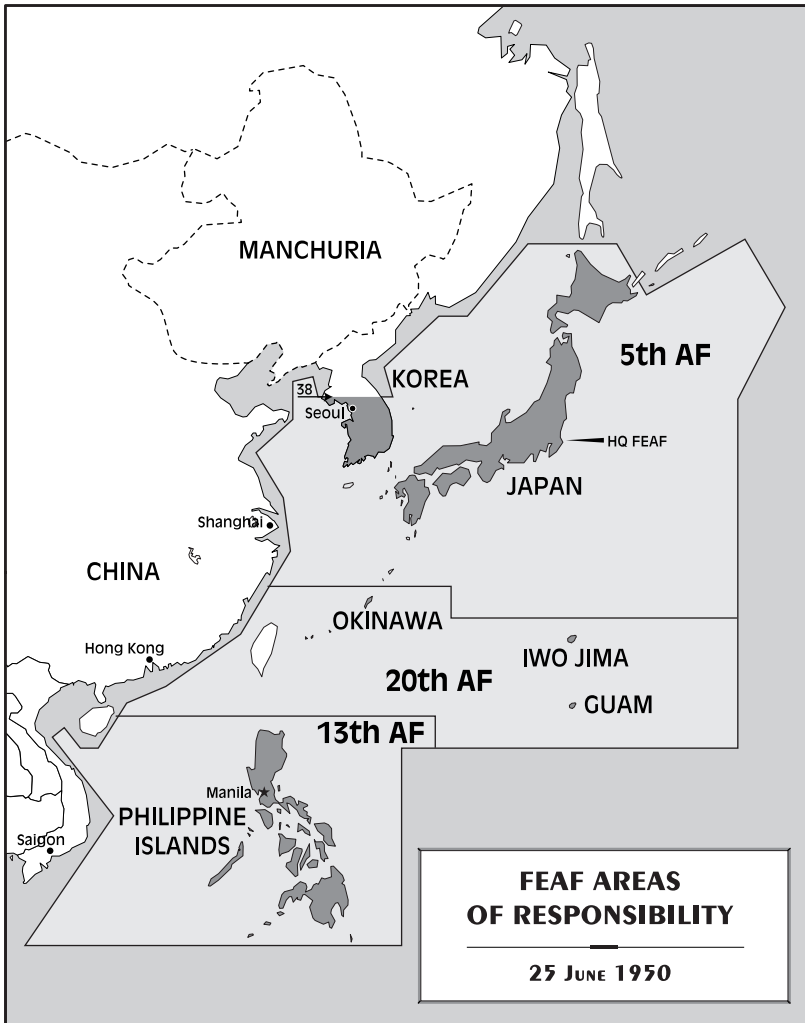 MANCHURIA
5th AF
KOREA
38
Seoul
HQ FEAF
JAPAN
Shanghai
CHINA
OKINAWA
Hong Kong
IWO JIMA
20th AF
GUAM
13th AF
Manila
PHILIPPINE
ISLANDS
Saigon
FEAF AREAS
OF RESPONSIBILITY
25 JUNE 1950